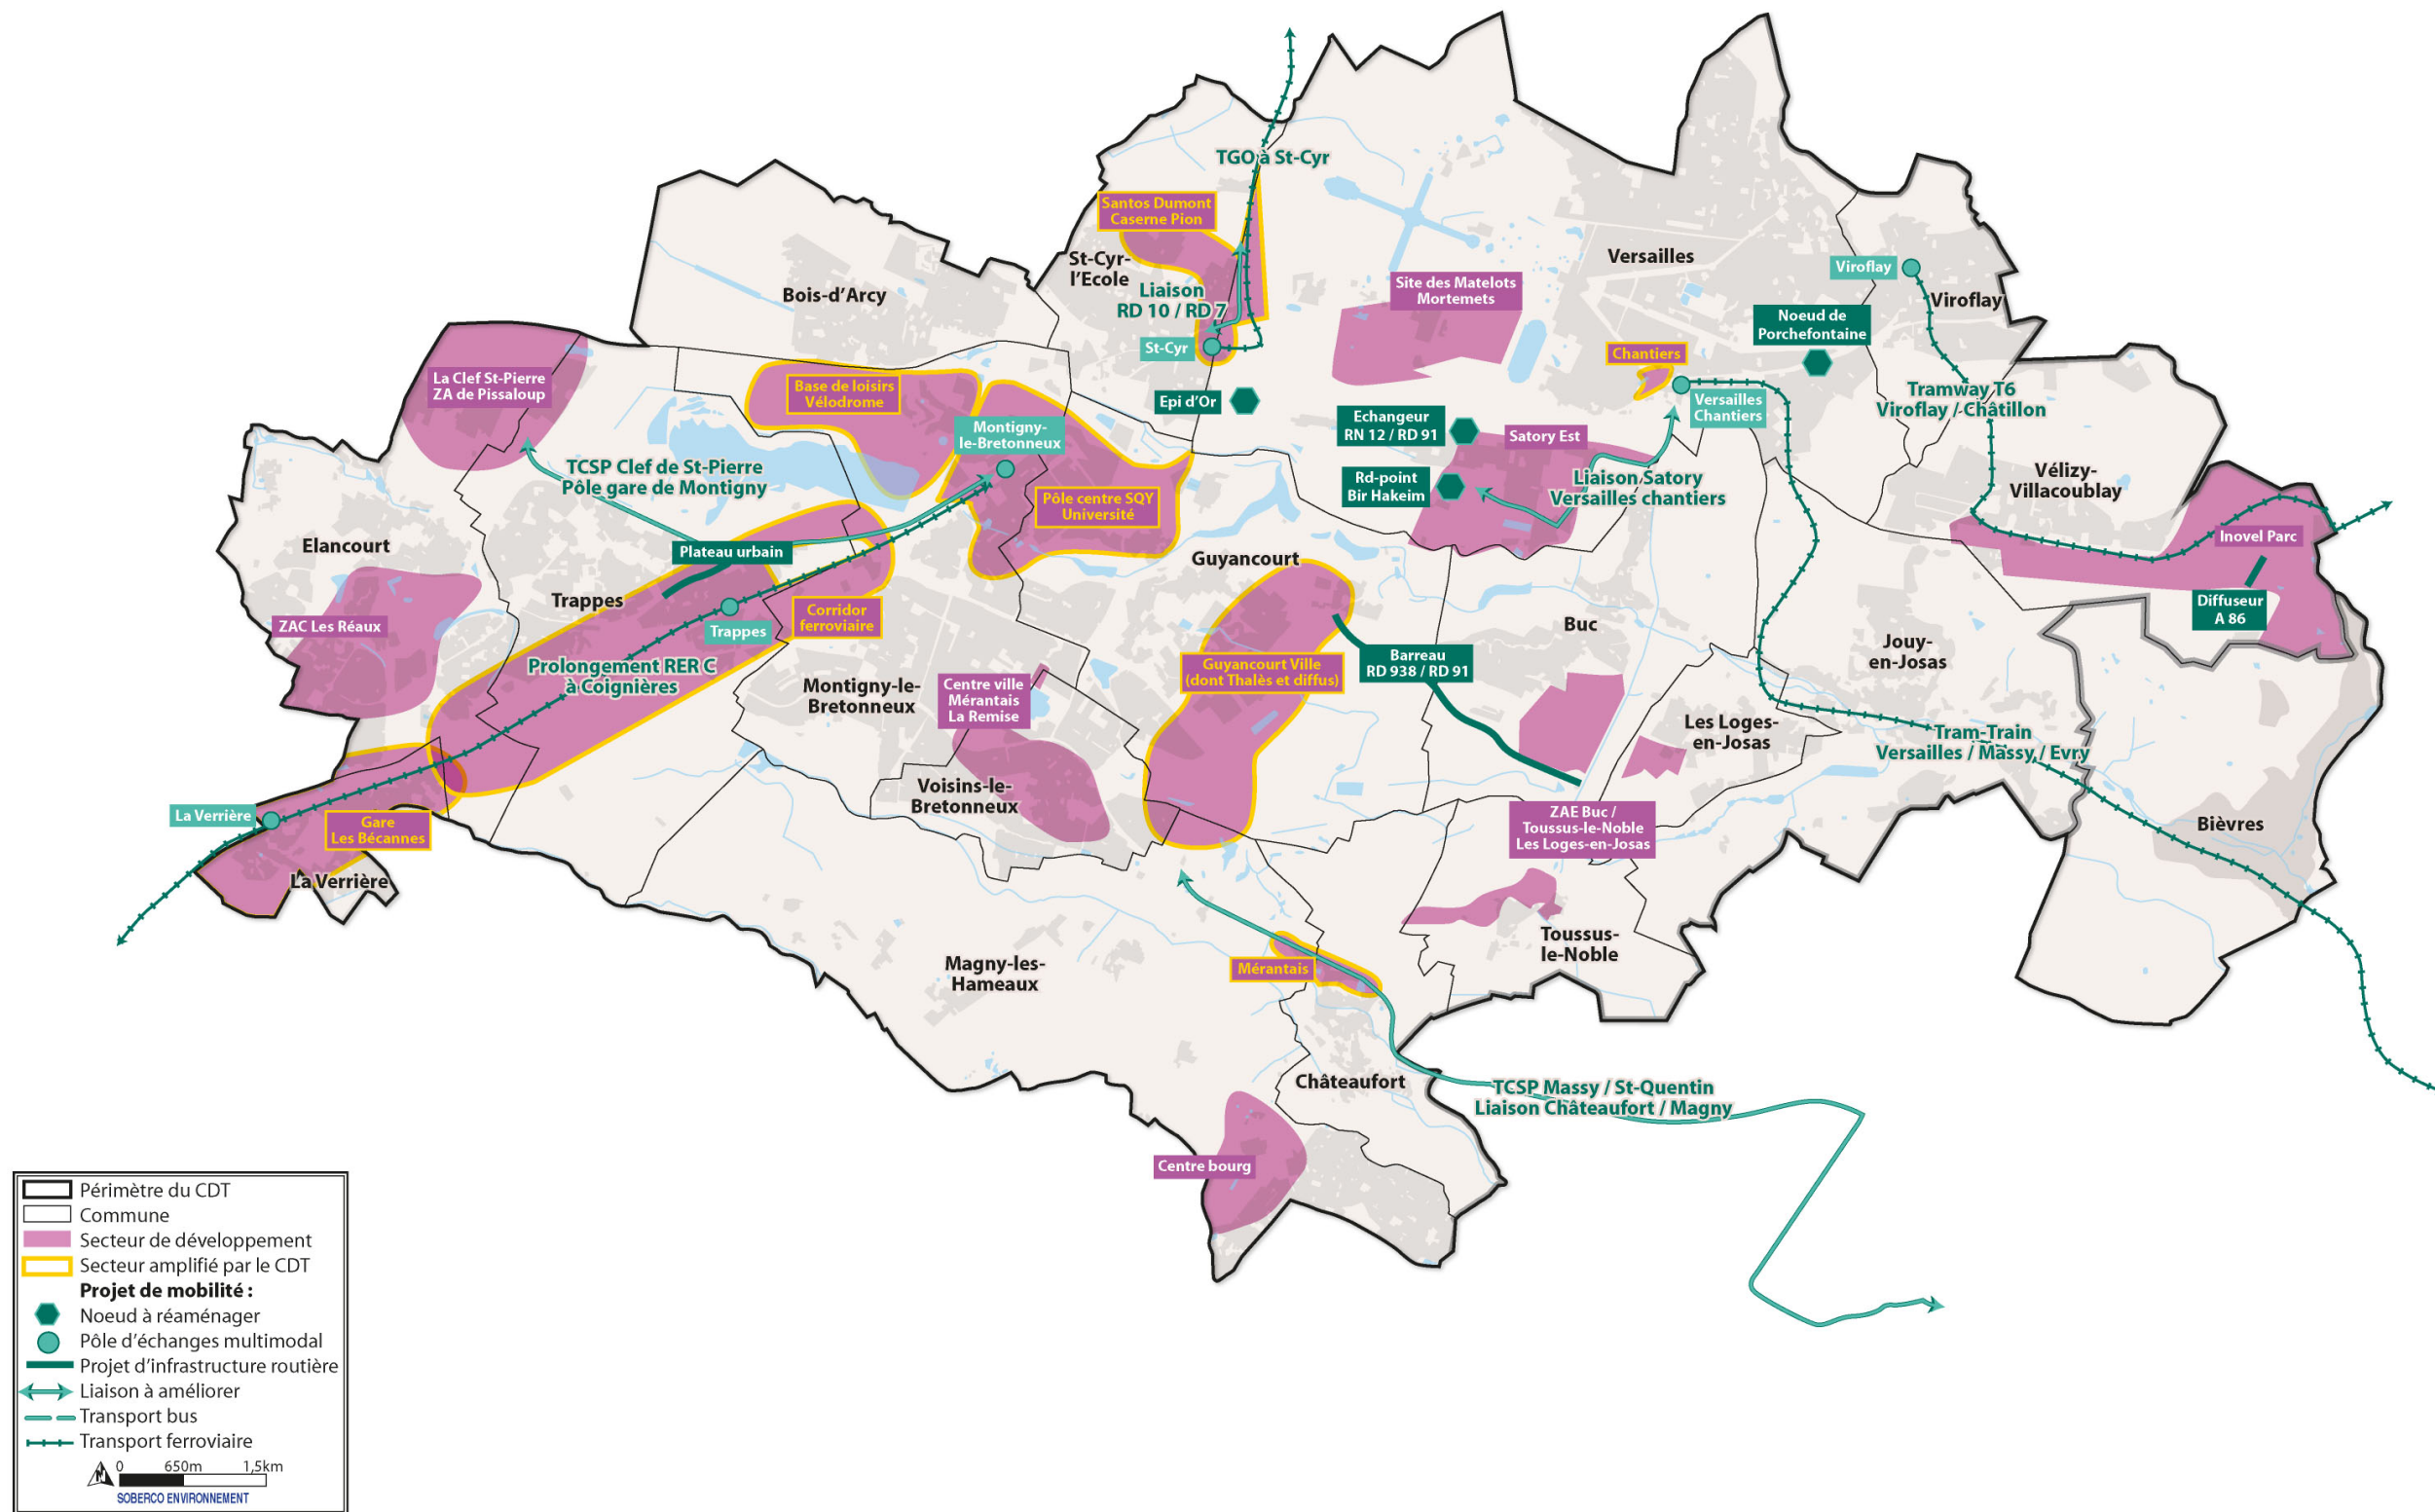 TGO à St-Cyr
Santos Dumont
Caserne Pion
St-Cyr-
l'Ecole
Liaison
RD 10 / RD 7
St-Cyr
Epi d'Or
Bois-d'Arcy
Versailles
Site des Matelots
Mortemets
Viroflay
Viroflay
Noeud de
Porchefontaine
Chantiers
Versailles
Chantiers
Tramway T6
Viroflay / Châtillon
Echangeur
RN 12 / RD 91
Satory Est
Rd-point
Bir Hakeim
Liaison Satory
Versailles chantiers
Vélizy-
Villacoublay
Inovel Parc
Diffuseur
A 86
La Clef St-Pierre
ZA de Pissaloup
Base de loisirs
Vélodrome
Montigny-
le-Bretonneux
TCSP Clef de St-Pierre
Pôle gare de Montigny
Pôle centre SQY
Université
Plateau urbain
Elancourt
Trappes
ZAC Les Réaux
Trappes
Corridor
ferroviaire
Prolongement RER C
à Coignières
Guyancourt
Guyancourt Ville
(dont Thalès et diffus)
Barreau
RD 938 / RD 91
Buc
Jouy-
en-Josas
Les Loges-
en-Josas
Tram-Train
Versailles / Massy / Evry
Bièvres
Montigny-le-
Bretonneux
Centre ville
Mérantais
La Remise
Voisins-le-
Bretonneux
La Verrière
Gare
Les Bécannes
La Verrière
ZAE Buc /
Toussus-le-Noble
Les Loges-en-Josas
Toussus-
le-Noble
Magny-les-
Hameaux
Mérantais
Châteaufort
TCSP Massy / St-Quentin
Liaison Châteaufort / Magny
Centre bourg
Périmètre du CDT
Commune
Secteur de développement
Secteur amplifié par le CDT
Projet de mobilité :
Noeud à réaménager
Pôle d'échanges multimodal
Projet d'infrastructure routière
Liaison à améliorer
Transport bus
Transport ferroviaire
N
0 650m 1,5km
SOBERCO ENVIRONNEMENT